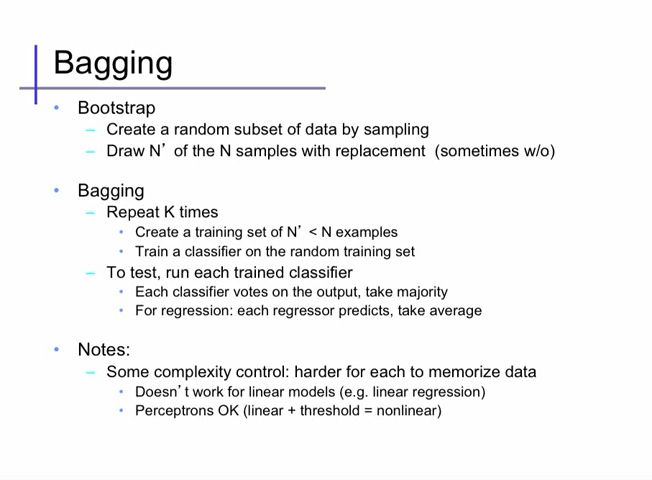 Bagging
• Bootstrap
– Create a random subset of data by sampling
– Draw N’ of the N samples with replacement (sometimes w/o)
• Bagging
– Repeat K times
• Create a training set of N’ < N examples
• Train a classifier on the random training set
– To test, run each trained classifier
• Each classifier votes on the output, take majority
• For regression: each regressor predicts, take average
• Notes:
– Some complexity control: harder for each to memorize data
• Doesn’t work for linear models (e.g. linear regression)
• Perceptrons OK (linear + threshold = nonlinear)